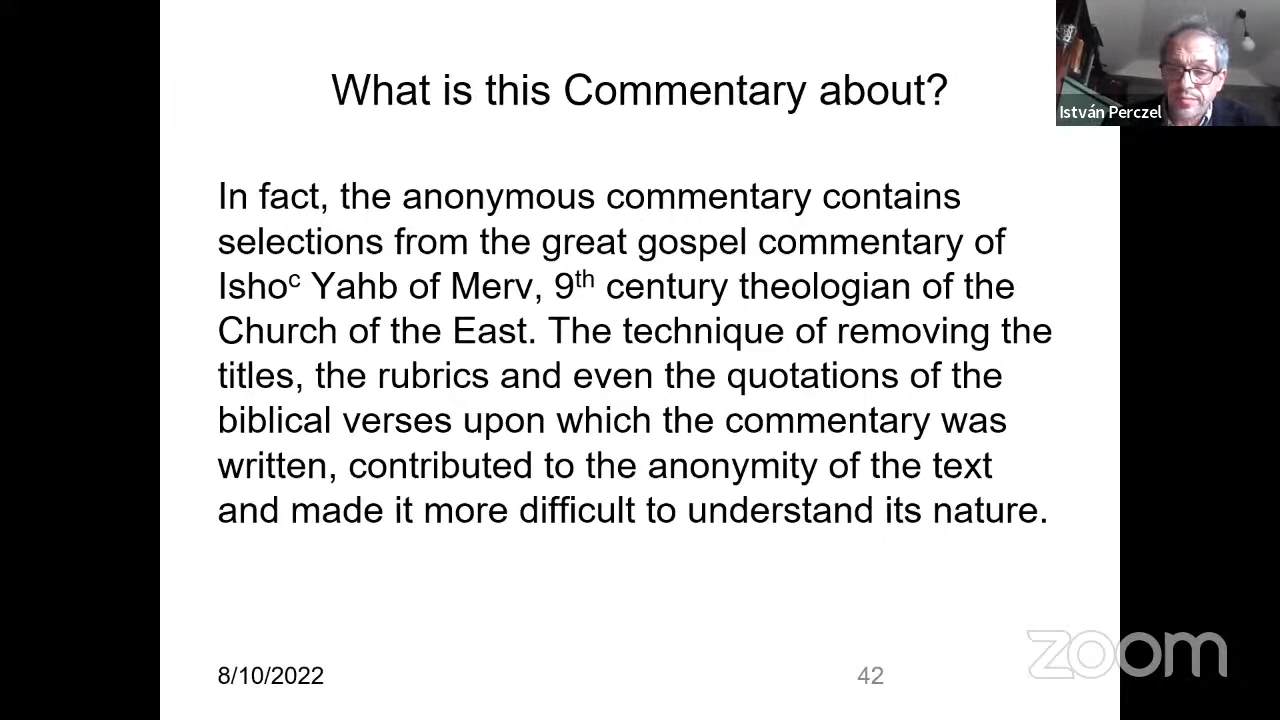 What is this Commentary about?
István Perczel
In fact, the anonymous commentary contains
selections from the great gospel commentary of
Ishoᶜ Yahb of Merv, 9ᵗʰ century theologian of the
Church of the East. The technique of removing the
titles, the rubrics and even the quotations of the
biblical verses upon which the commentary was
written, contributed to the anonymity of the text
and made it more difficult to understand its nature.
8/10/2022
42
zoom